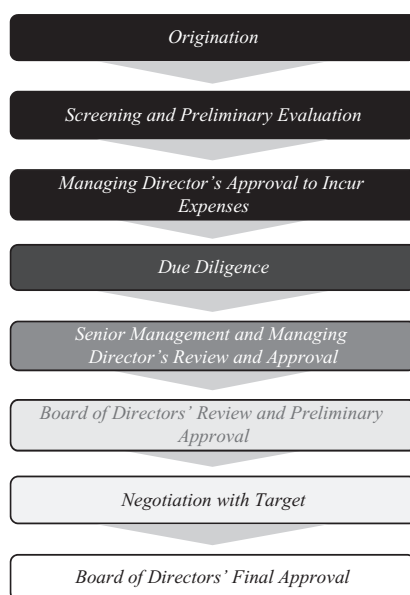 Origination
Screening and Preliminary Evaluation
Managing Director’s Approval to Incur
Expenses
Due Diligence
Senior Management and Managing
Director’s Review and Approval
Board of Directors’ Review and Preliminary
Approval
Negotiation with Target
Board of Directors’ Final Approval